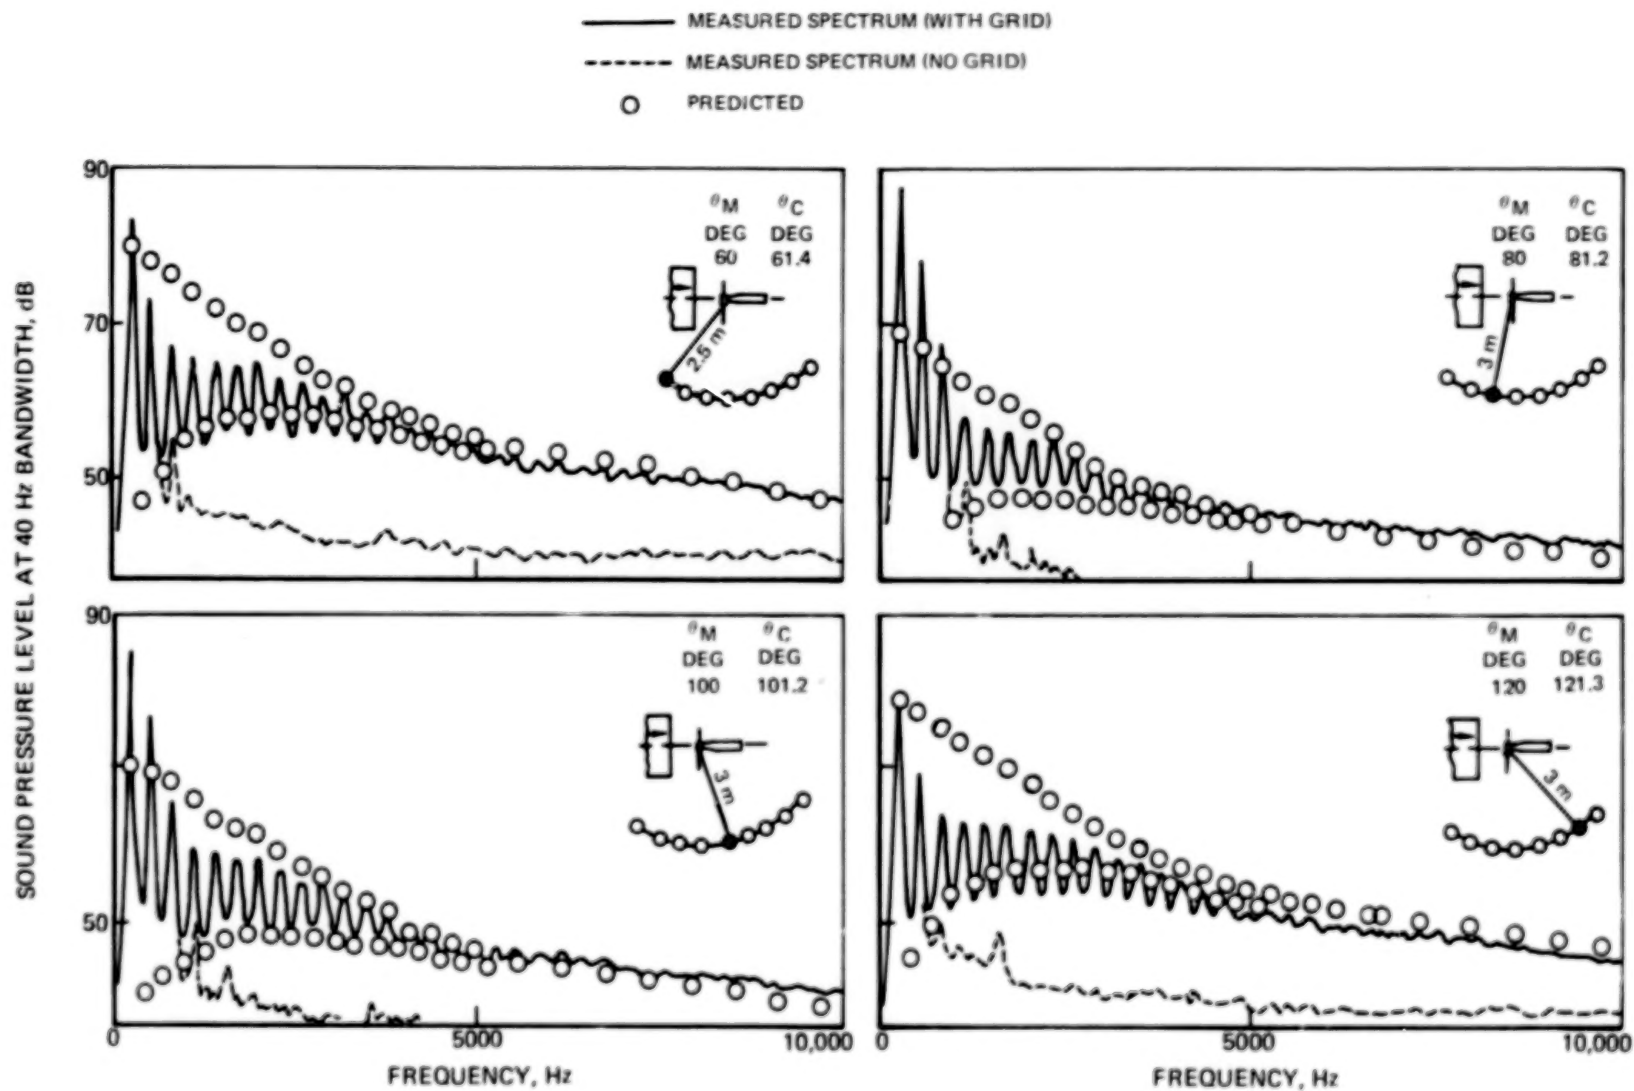 MEASURED SPECTRUM (WITH GRID)
MEASURED SPECTRUM (NO GRID)
PREDICTED
SOUND PRESSURE LEVEL AT 40 Hz BANDWIDTH, dB
90
70
50
θM θC
DEG DEG
60 61.4
2.5 m
θM θC
DEG DEG
80 81.2
3 m
90
50
θM θC
DEG DEG
100 101.2
3 m
0 5000 10,000
FREQUENCY, Hz
θM θC
DEG DEG
120 121.3
3 m
0 5000 10,000
FREQUENCY, Hz